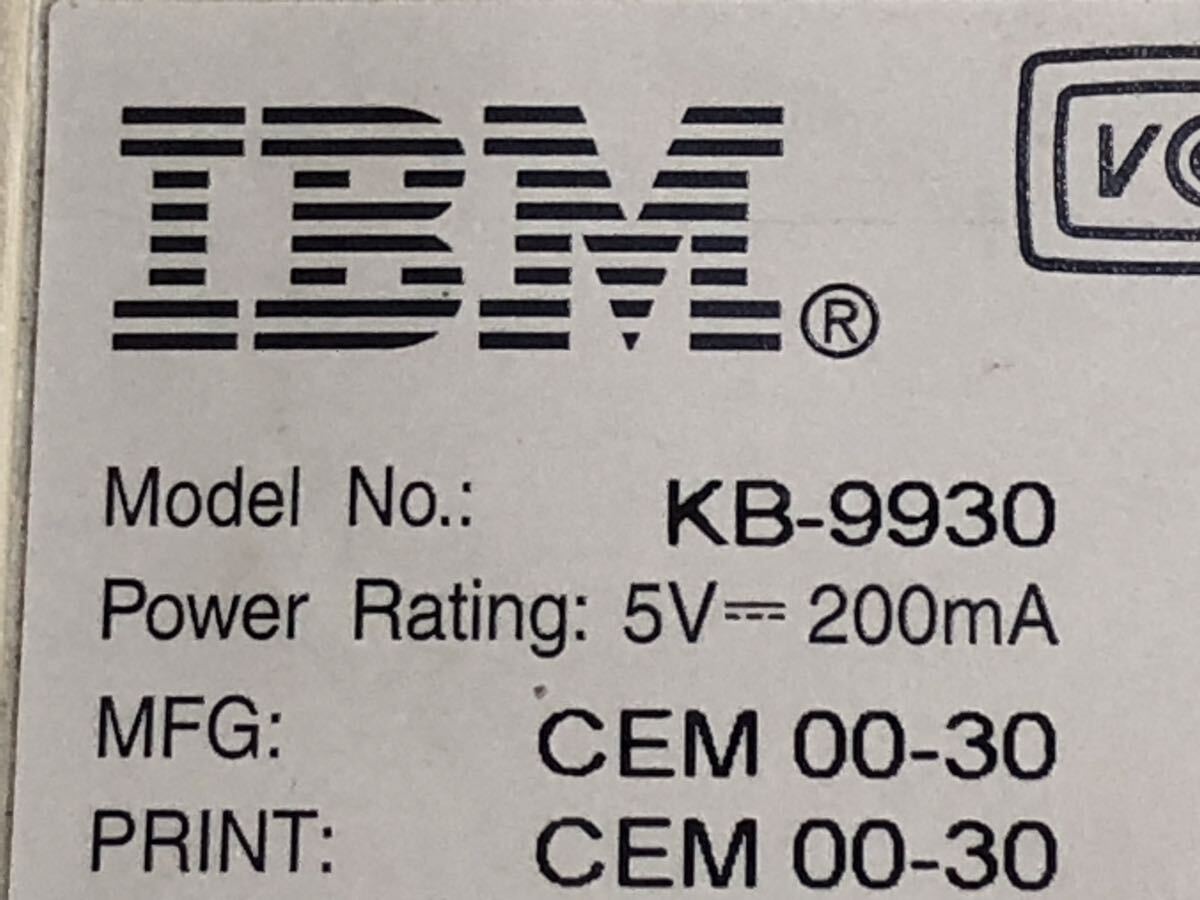 IBM®
Model No.: KB-9930
Power Rating: 5V⎓ 200mA
MFG: CEM 00-30
PRINT: CEM 00-30